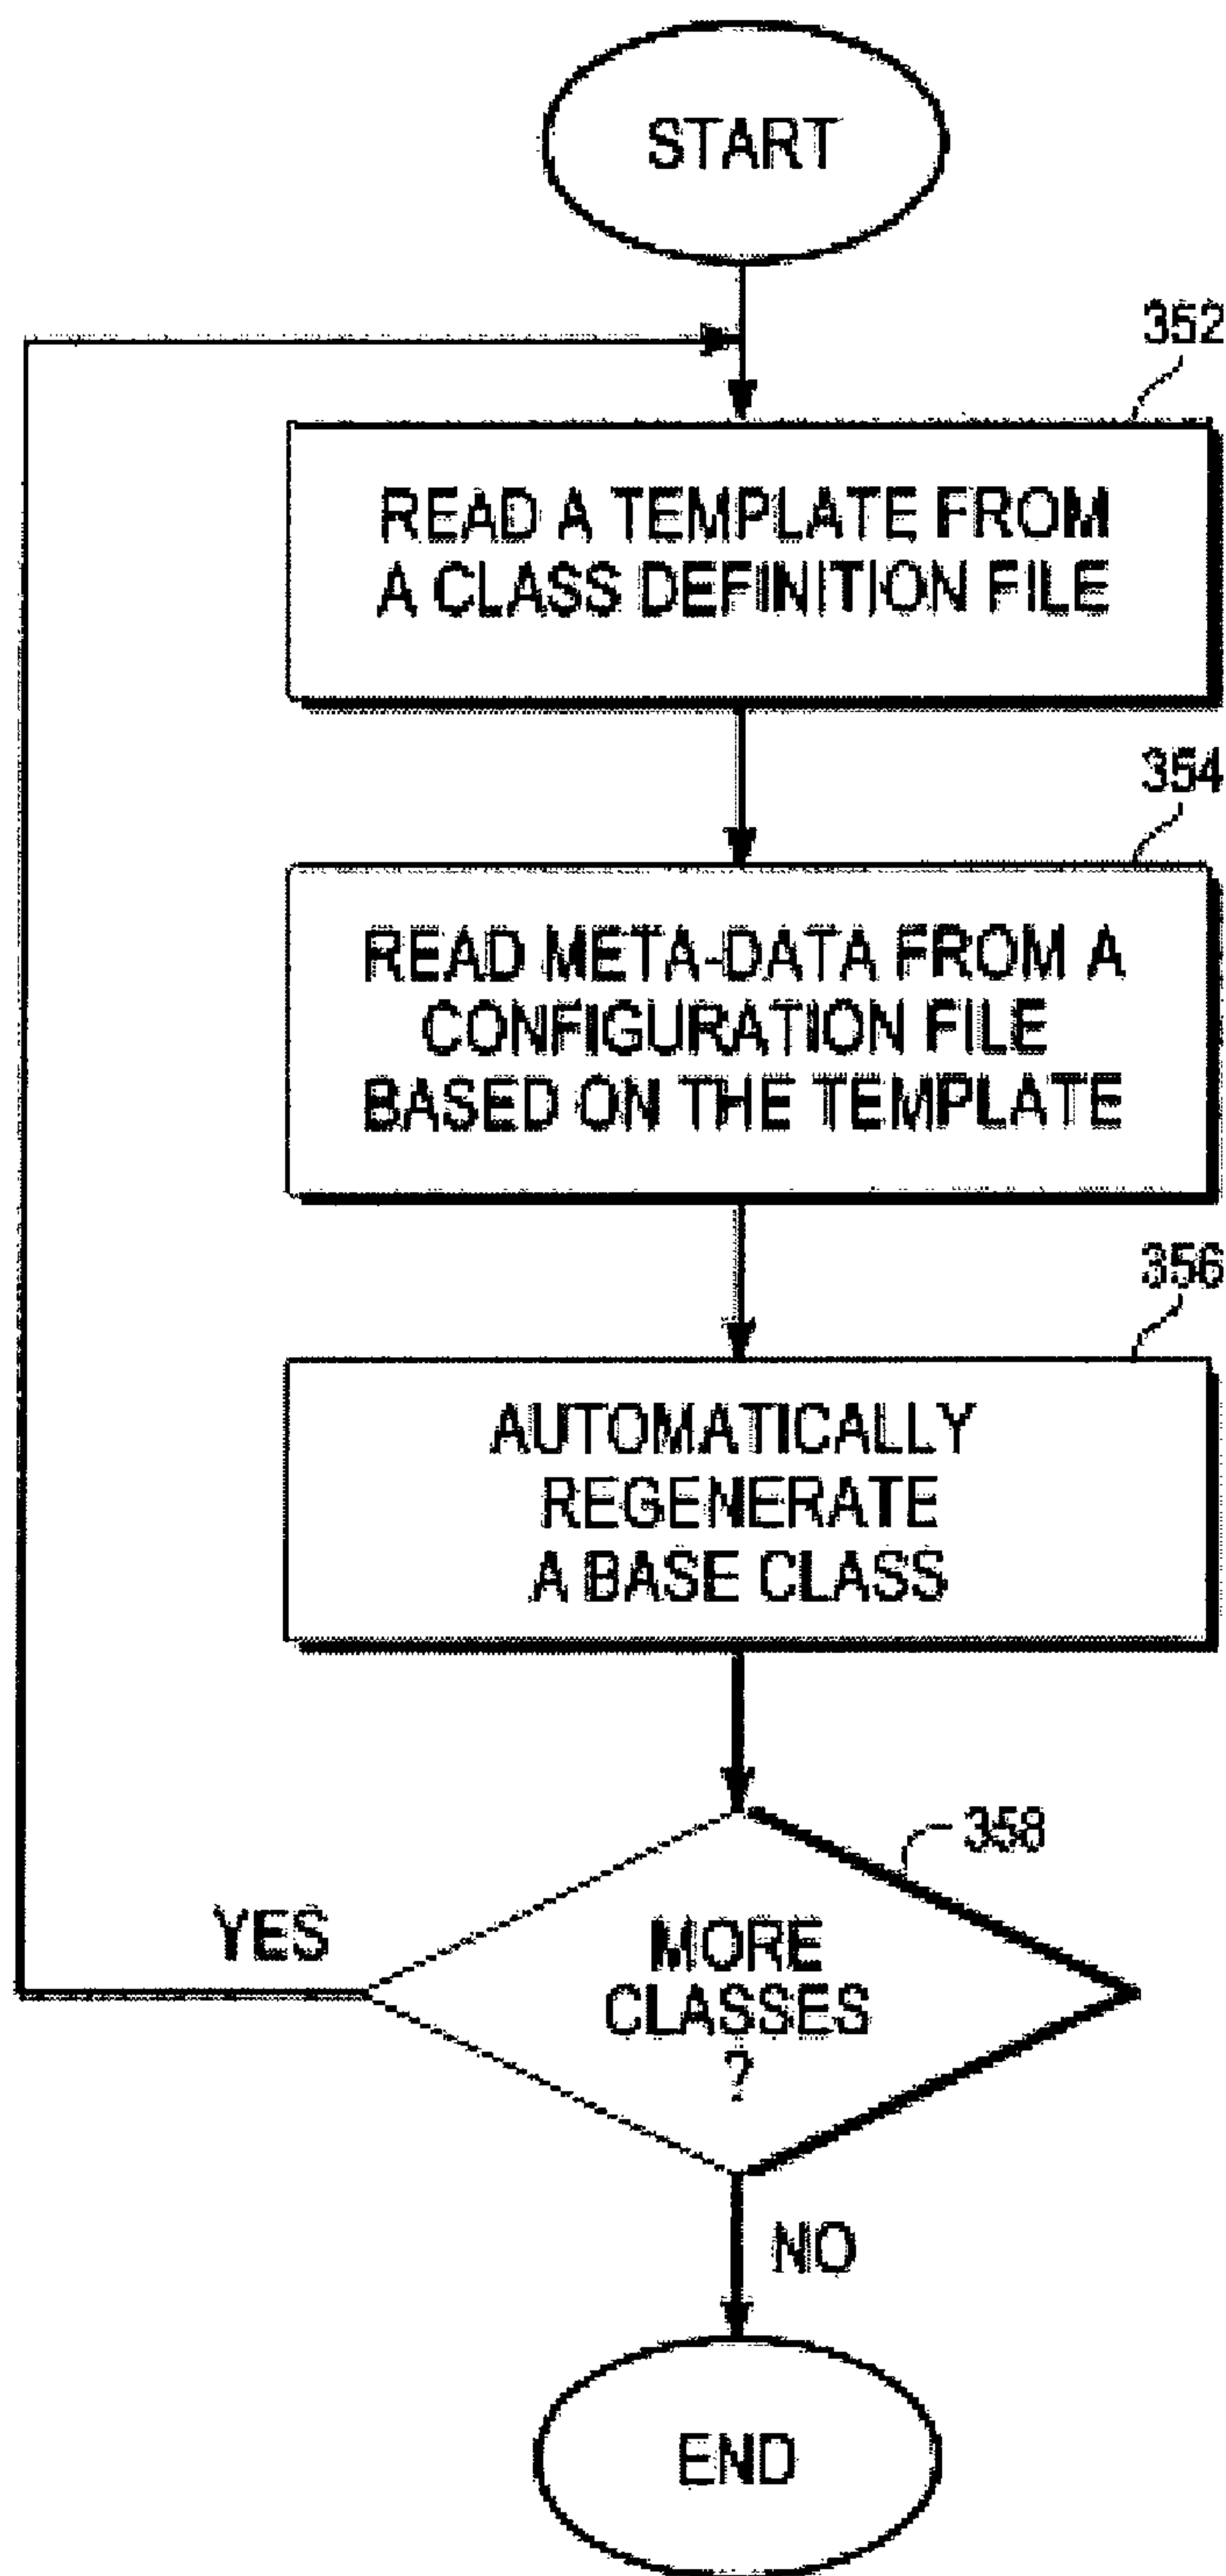 START
352
READ A TEMPLATE FROM
A CLASS DEFINITION FILE
354
READ META-DATA FROM A
CONFIGURATION FILE
BASED ON THE TEMPLATE
356
AUTOMATICALLY
REGENERATE
A BASE CLASS
358
YES
MORE
CLASSES
?
NO
END